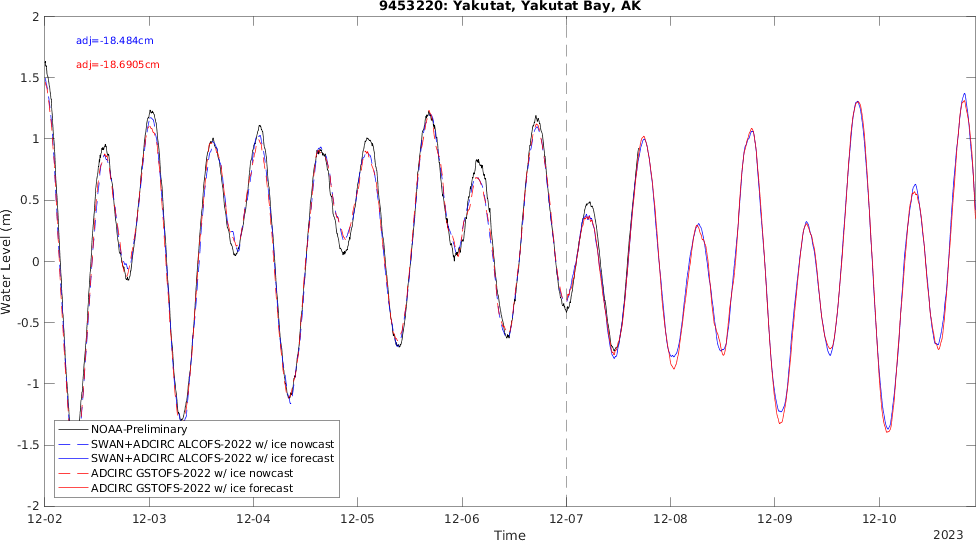 9453220: Yakutat, Yakutat Bay, AK
2
adj=-18.484cm
adj=-18.6905cm
1.5
1
0.5
0
-0.5
-1
-1.5
-2
Water Level (m)
NOAA-Preliminary
SWAN+ADCIRC ALCOFS-2022 w/ ice nowcast
SWAN+ADCIRC ALCOFS-2022 w/ ice forecast
ADCIRC GSTOFS-2022 w/ ice nowcast
ADCIRC GSTOFS-2022 w/ ice forecast
12-02 12-03 12-04 12-05 12-06 12-07 12-08 12-09 12-10
Time
2023